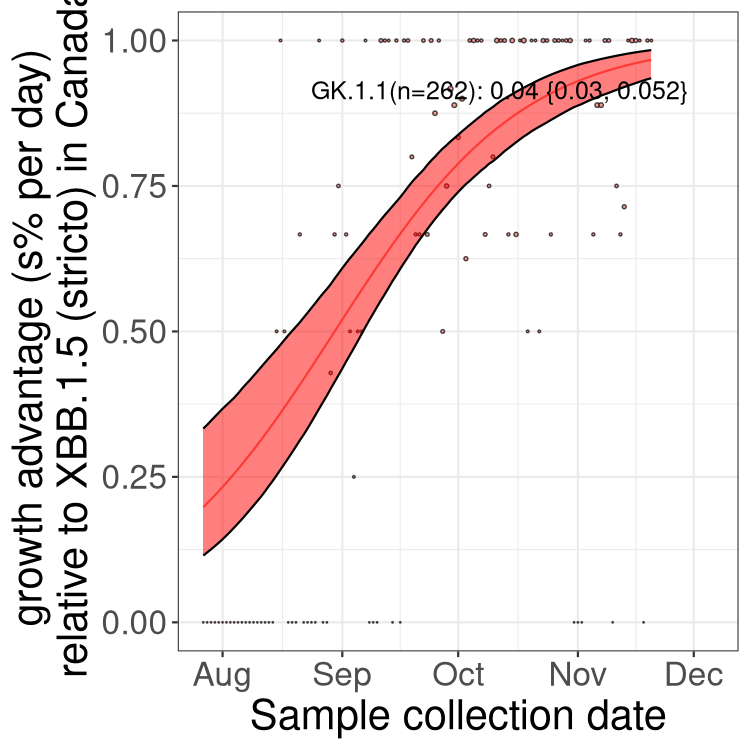 growth advantage (s% per day)
relative to XBB.1.5 (stricto) in Canada
1.00
0.75
0.50
0.25
0.00
GK.1.1(n=262): 0.04 {0.03, 0.052}
Aug Sep Oct Nov Dec
Sample collection date